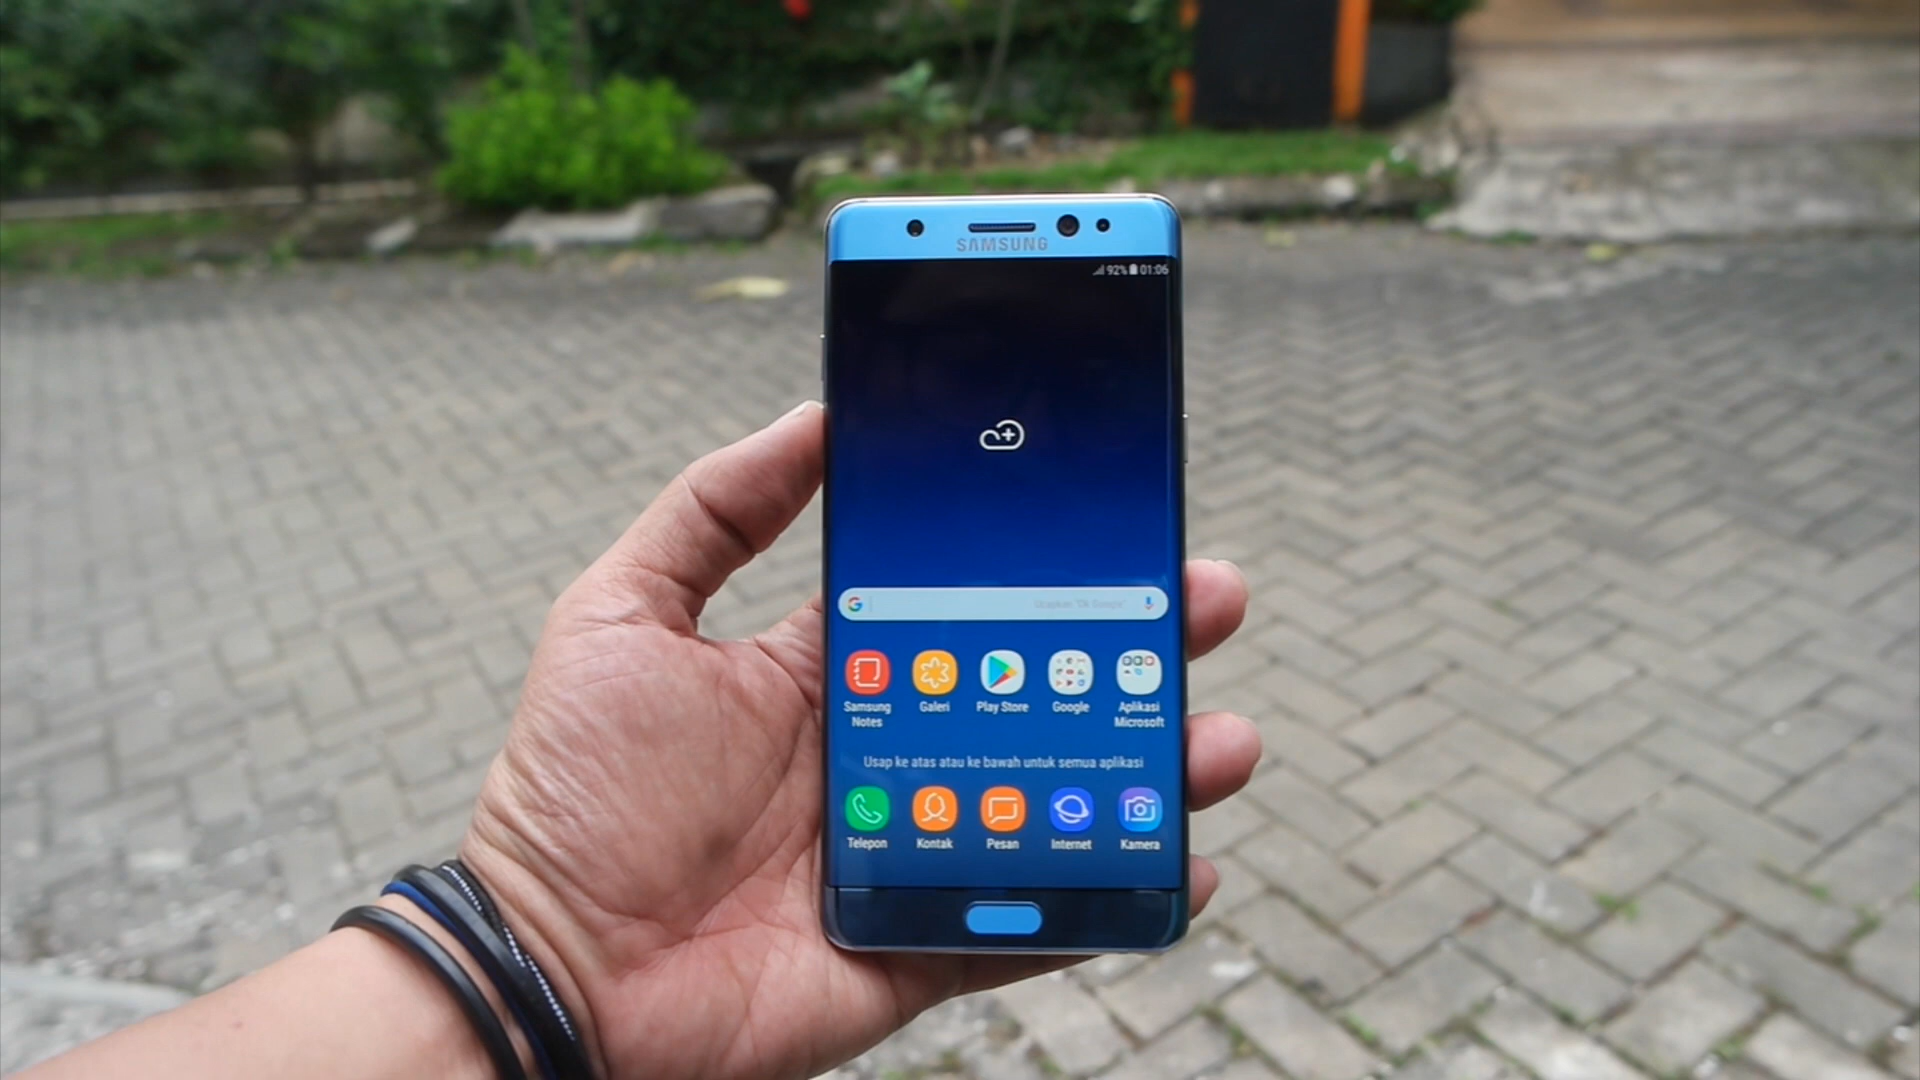 SAMSUNG
92% 01:06
Ucapkan "Ok Google"
Samsung Notes
Galeri
Play Store
Google
Aplikasi Microsoft
Usap ke atas atau ke bawah untuk semua aplikasi
Telepon
Kontak
Pesan
Internet
Kamera